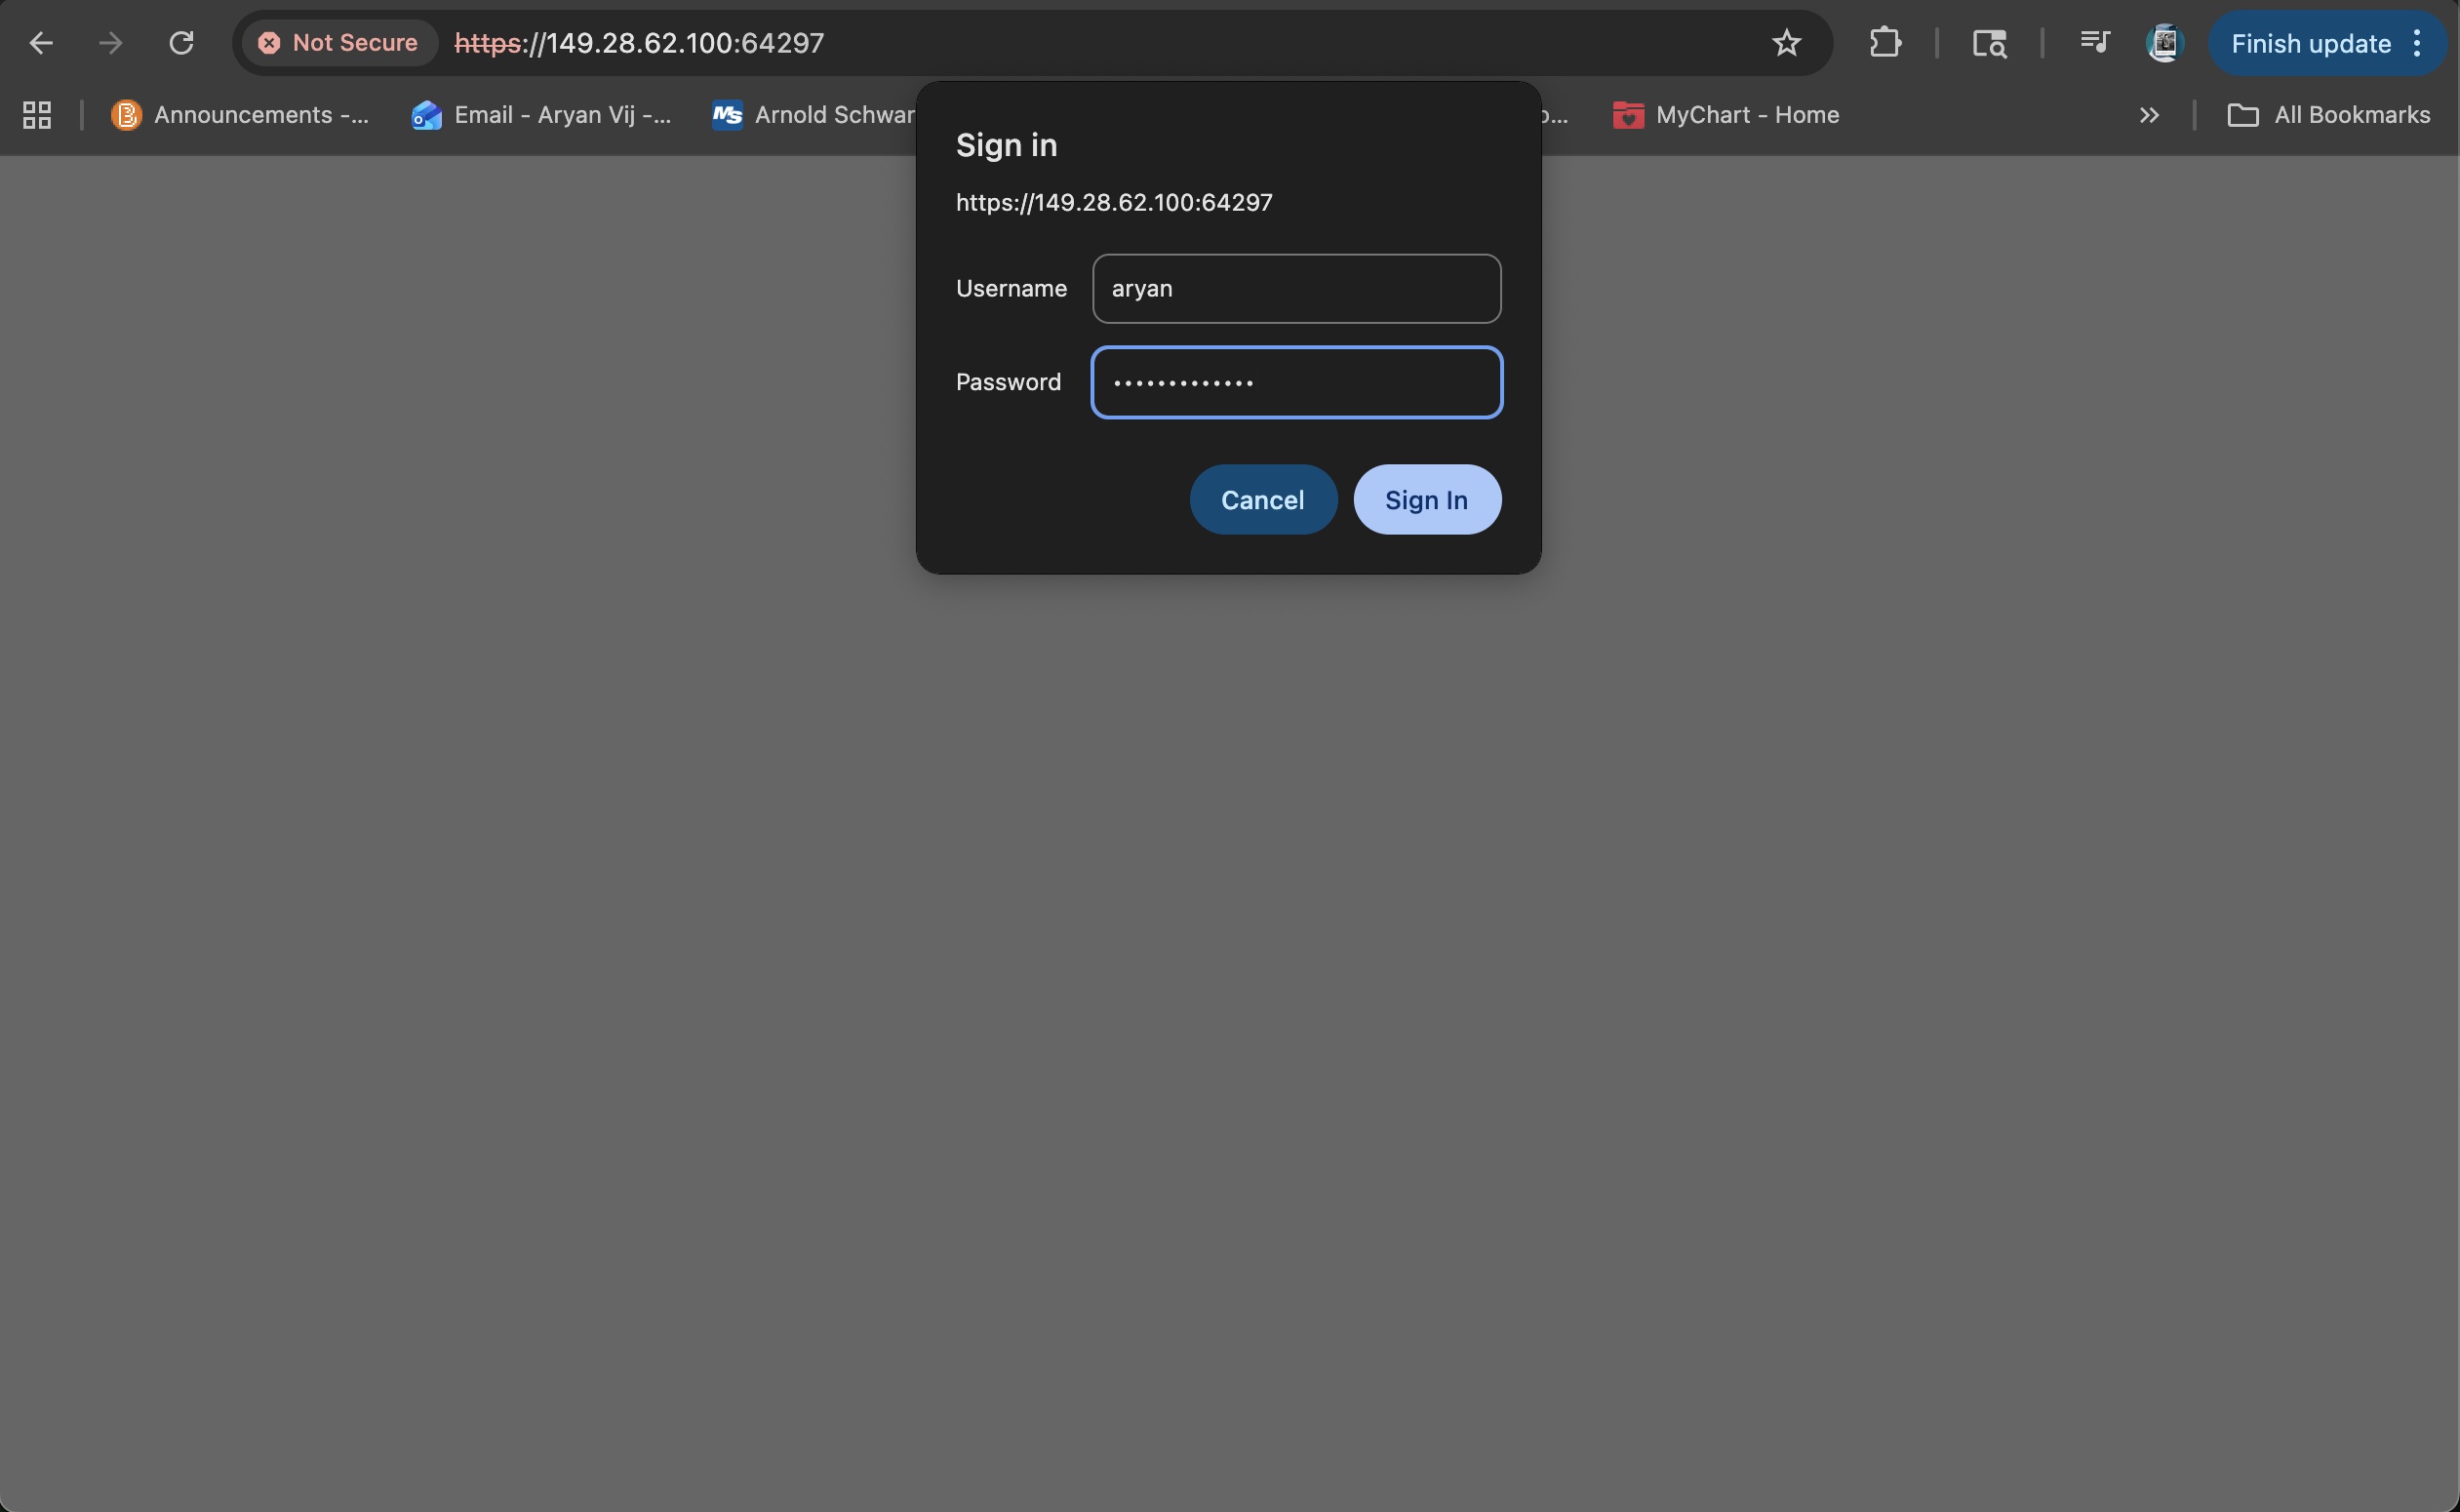 Not Secure https://149.28.62.100:64297 Finish update
Announcements -... Email - Aryan Vij -... Arnold Schwar MyChart - Home All Bookmarks
Sign in
https://149.28.62.100:64297
Username aryan
Password •••••••••••••
Cancel Sign In